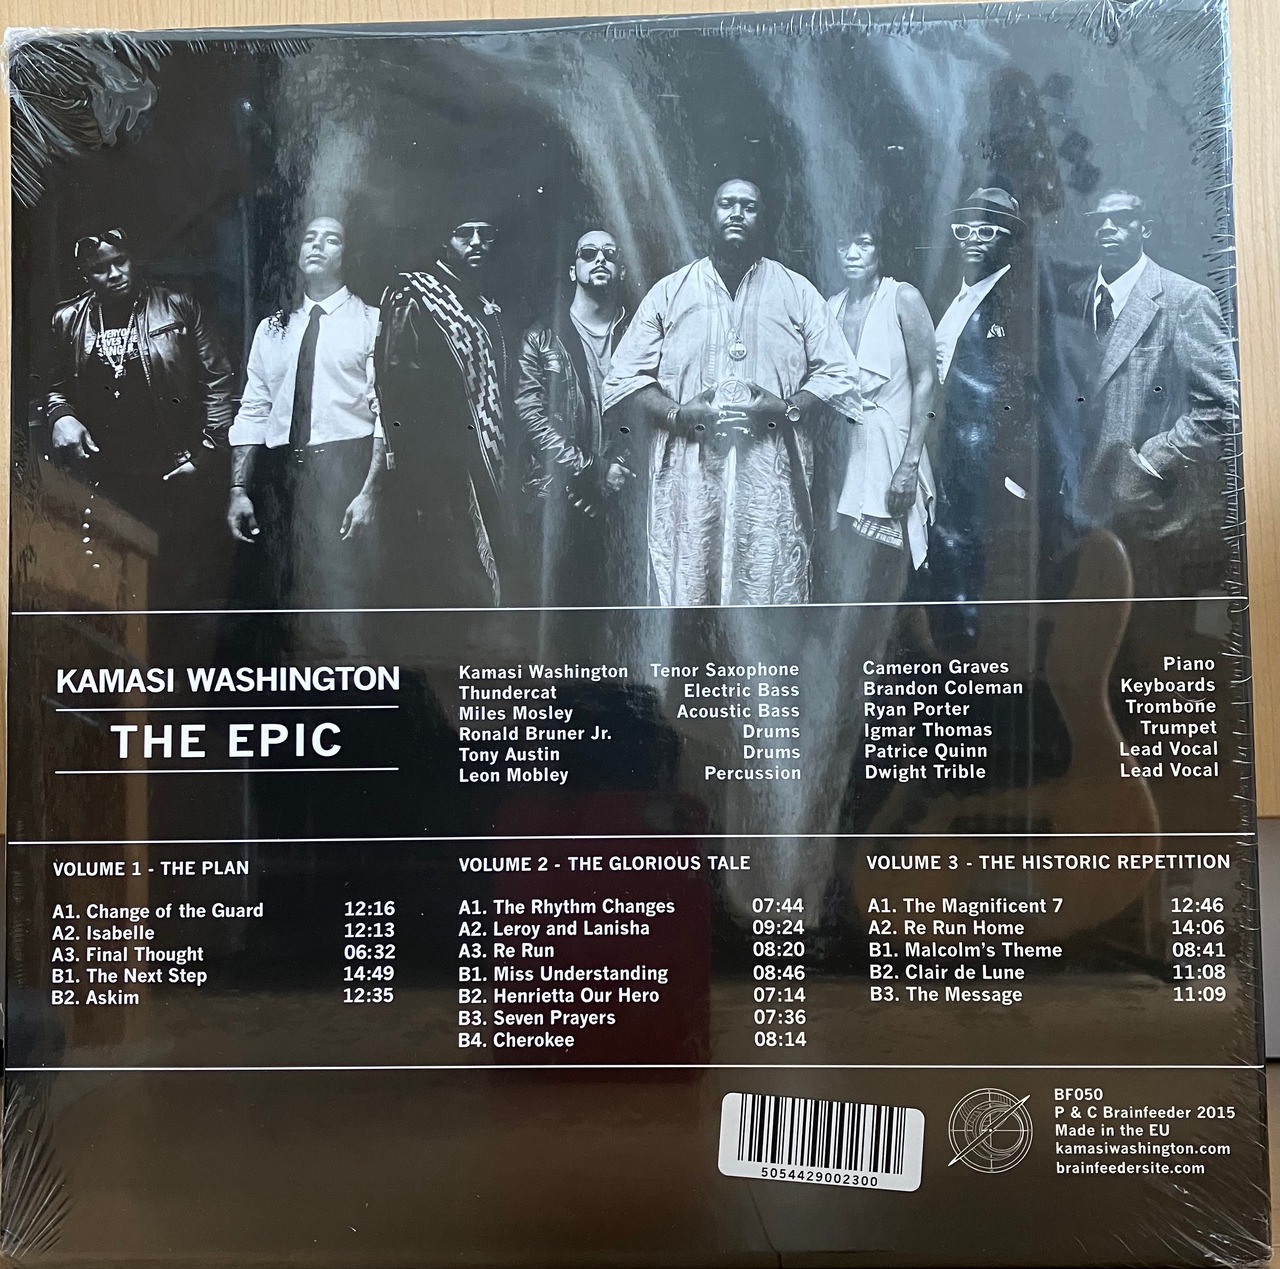 EVERYONE
LOVES THE
SINGER
KAMASI WASHINGTON
THE EPIC
Kamasi Washington Tenor Saxophone
Thundercat Electric Bass
Miles Mosley Acoustic Bass
Ronald Bruner Jr. Drums
Tony Austin Drums
Leon Mobley Percussion
Cameron Graves Piano
Brandon Coleman Keyboards
Ryan Porter Trombone
Igmar Thomas Trumpet
Patrice Quinn Lead Vocal
Dwight Trible Lead Vocal
VOLUME 1 - THE PLAN
A1. Change of the Guard 12:16
A2. Isabelle 12:13
A3. Final Thought 06:32
B1. The Next Step 14:49
B2. Askim 12:35
VOLUME 2 - THE GLORIOUS TALE
A1. The Rhythm Changes 07:44
A2. Leroy and Lanisha 09:24
A3. Re Run 08:20
B1. Miss Understanding 08:46
B2. Henrietta Our Hero 07:14
B3. Seven Prayers 07:36
B4. Cherokee 08:14
VOLUME 3 - THE HISTORIC REPETITION
A1. The Magnificent 7 12:46
A2. Re Run Home 14:06
B1. Malcolm's Theme 08:41
B2. Clair de Lune 11:08
B3. The Message 11:09
5054429002300
BF050
P & C Brainfeeder 2015
Made in the EU
kamasiwashington.com
brainfeedersite.com